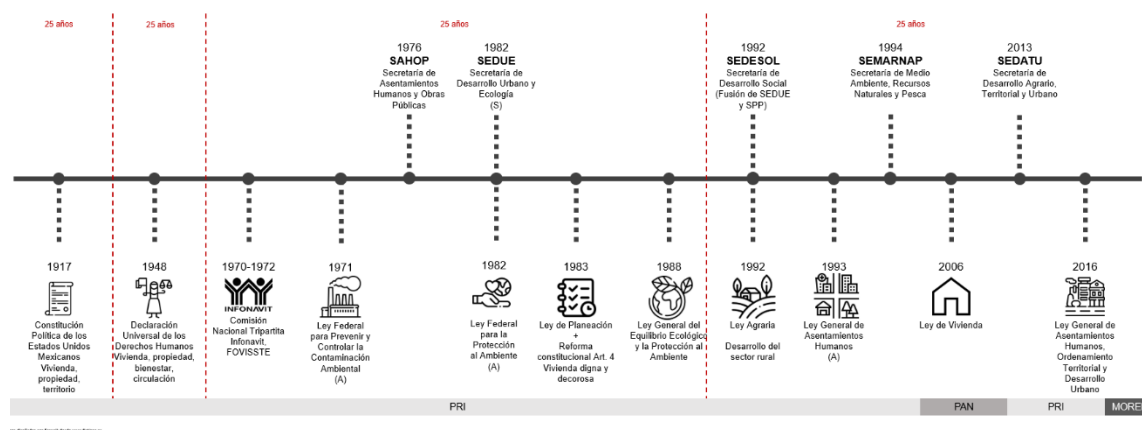 25 años
25 años
25 años
25 años
1976
SAHOP
Secretaría de
Asentamientos
Humanos y Obras
Públicas
1982
SEDUE
Secretaría de
Desarrollo Urbano y
Ecología
(S)
1992
SEDESOL
Secretaría de
Desarrollo Social
(Fusión de SEDUE
y SPP)
1994
SEMARNAP
Secretaría de Medio
Ambiente, Recursos
Naturales y Pesca
2013
SEDATU
Secretaría de
Desarrollo Agrario,
Territorial y Urbano
1917
Constitución
Política de los
Estados Unidos
Mexicanos
Vivienda,
propiedad,
territorio
1948
Declaración
Universal de los
Derechos Humanos
Vivienda, propiedad,
bienestar,
circulación
1970-1972
INFONAVIT
Comisión
Nacional Tripartita
Infonavit,
FOVISSTE
1971
Ley Federal
para Prevenir y
Controlar la
Contaminación
Ambiental
(A)
1982
Ley Federal
para la
Protección
al Ambiente
(A)
1983
Ley de Planeación
+
Reforma
constitucional Art. 4
Vivienda digna y
decorosa
1988
Ley General del
Equilibrio Ecológico
y la Protección al
Ambiente
1992
Ley Agraria
Desarrollo del
sector rural
1993
Ley General de
Asentamientos
Humanos
(A)
2006
Ley de Vivienda
2016
Ley General de
Asentamientos
Humanos,
Ordenamiento
Territorial y
Desarrollo
Urbano
PRI
PAN
PRI
MORE